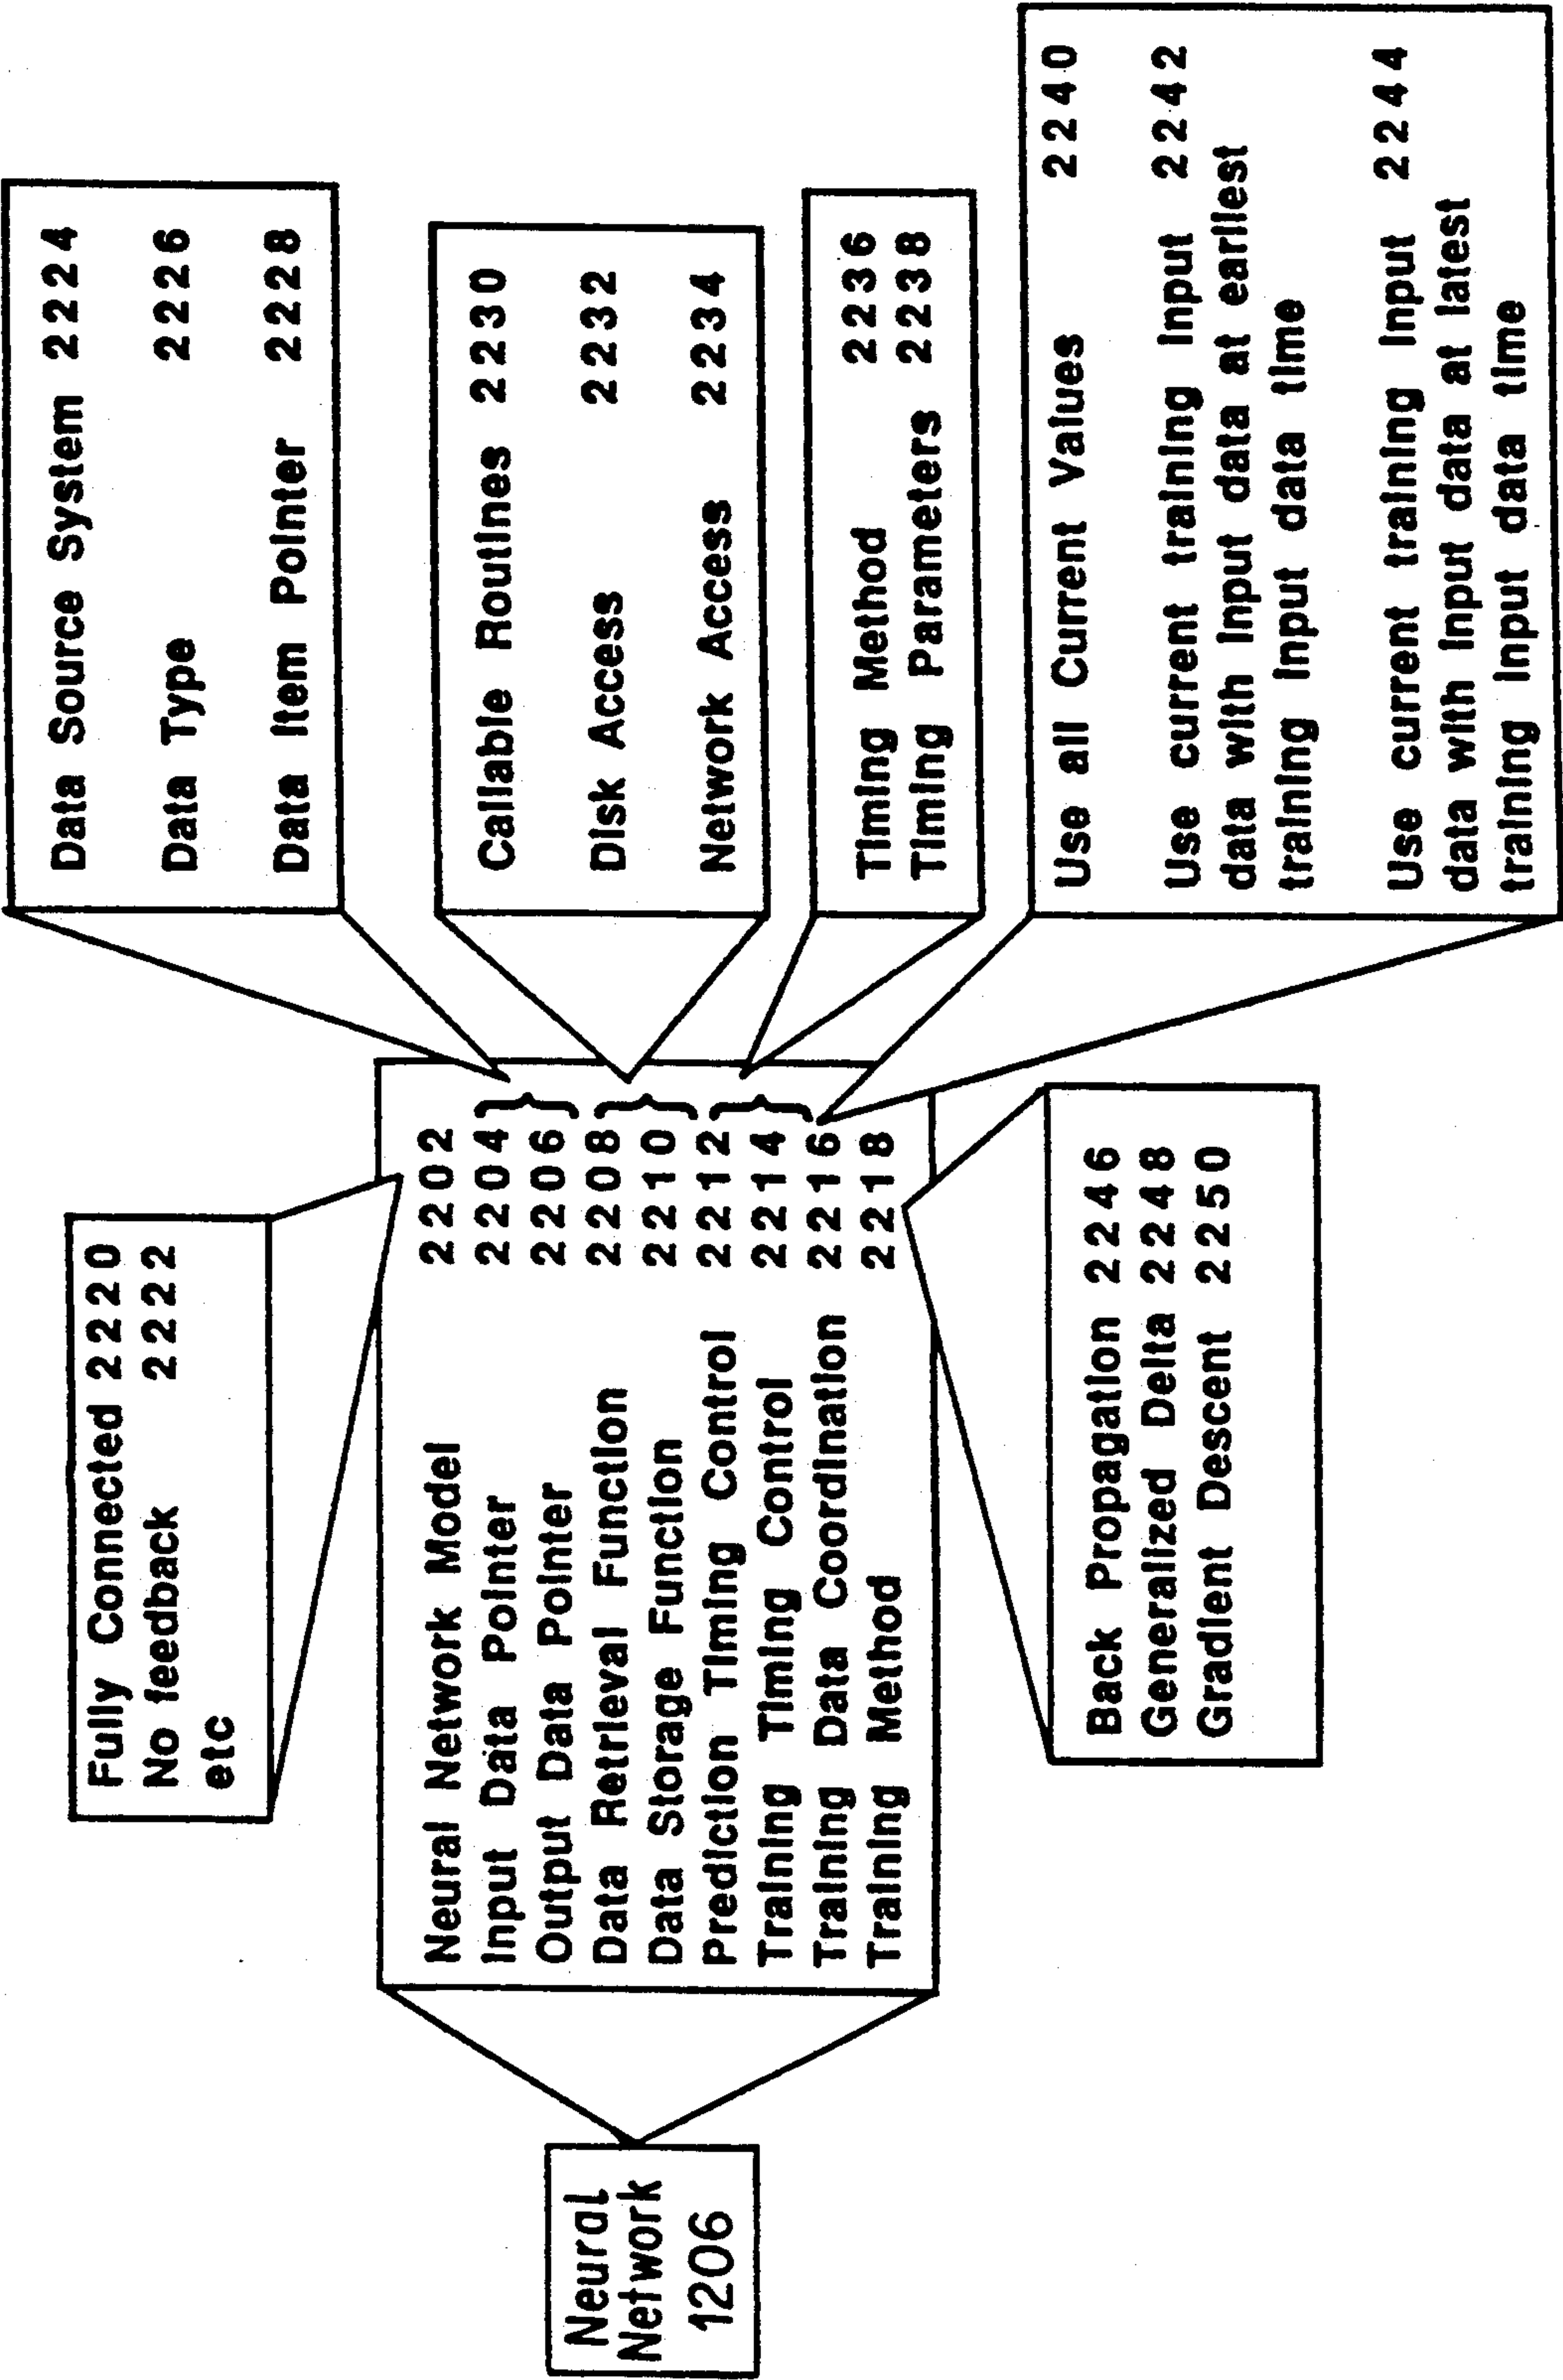 Neural
Network
1206
Fully Connected 2220
No feedback 2222
etc
Neural Network Model 2202
Input Data Pointer 2204
Output Data Pointer 2206
Data Retrieval Function 2208
Data Storage Function 2210
Prediction Timing Control 2212
Training Timing Control 2214
Training Data Coordination 2216
Training Method 2218
Back Propagation 2246
Generalized Delta 2248
Gradient Descent 2250
Data Source System 2224
Data Type 2226
Data Item Pointer 2228
Callable Routines 2230
Disk Access 2232
Network Access 2234
Timing Method 2236
Timing Parameters 2238
Use all Current Values 2240
Use current training Input 2242
data with Input data at earliest
training Input data time
Use current training Input 2244
data with Input data at latest
training Input data time